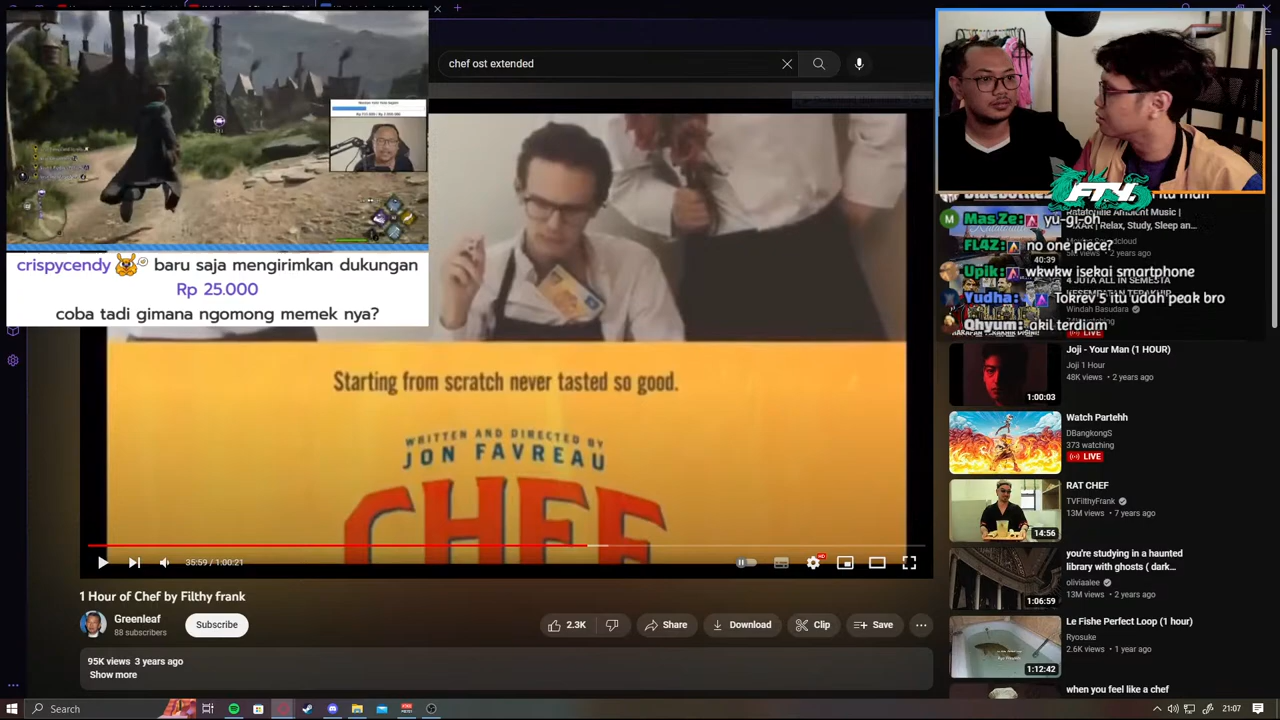 chef ost extended
crispycendy baru saja mengirimkan dukungan
Rp 25.000
coba tadi gimana ngomong memek nya?
Starting from scratch never tasted so good.
WRITTEN AND DIRECTED BY
JON FAVREAU
CHEF
35:59 / 1:00:21
HD
1 Hour of Chef by Filthy frank
Greenleaf
88 subscribers
Subscribe
2.3K
Share
Download
Clip
Save
95K views 3 years ago
Show more
FTV.
M
Mas Ze: yu-gi-oh
FL4Z: no one piece?
40:39
Upik: wkwkw isekai smartphone
Yudha: Tokrev 5 itu udah peak bro
Qhyum: akil terdiam
Windah Basudara
LIVE
Joji - Your Man (1 HOUR)
Joji 1 Hour
48K views • 2 years ago
1:00:03
Watch Partehh
DBangkongS
373 watching
LIVE
RAT CHEF
TVFilthyFrank
13M views • 7 years ago
14:56
you're studying in a haunted
library with ghosts ( dark...
oliviaalee
13M views • 2 years ago
1:06:59
Le Fishe Perfect Loop (1 hour)
Ryosuke
2.6K views • 1 year ago
1:12:42
when you feel like a chef
Search
21:07